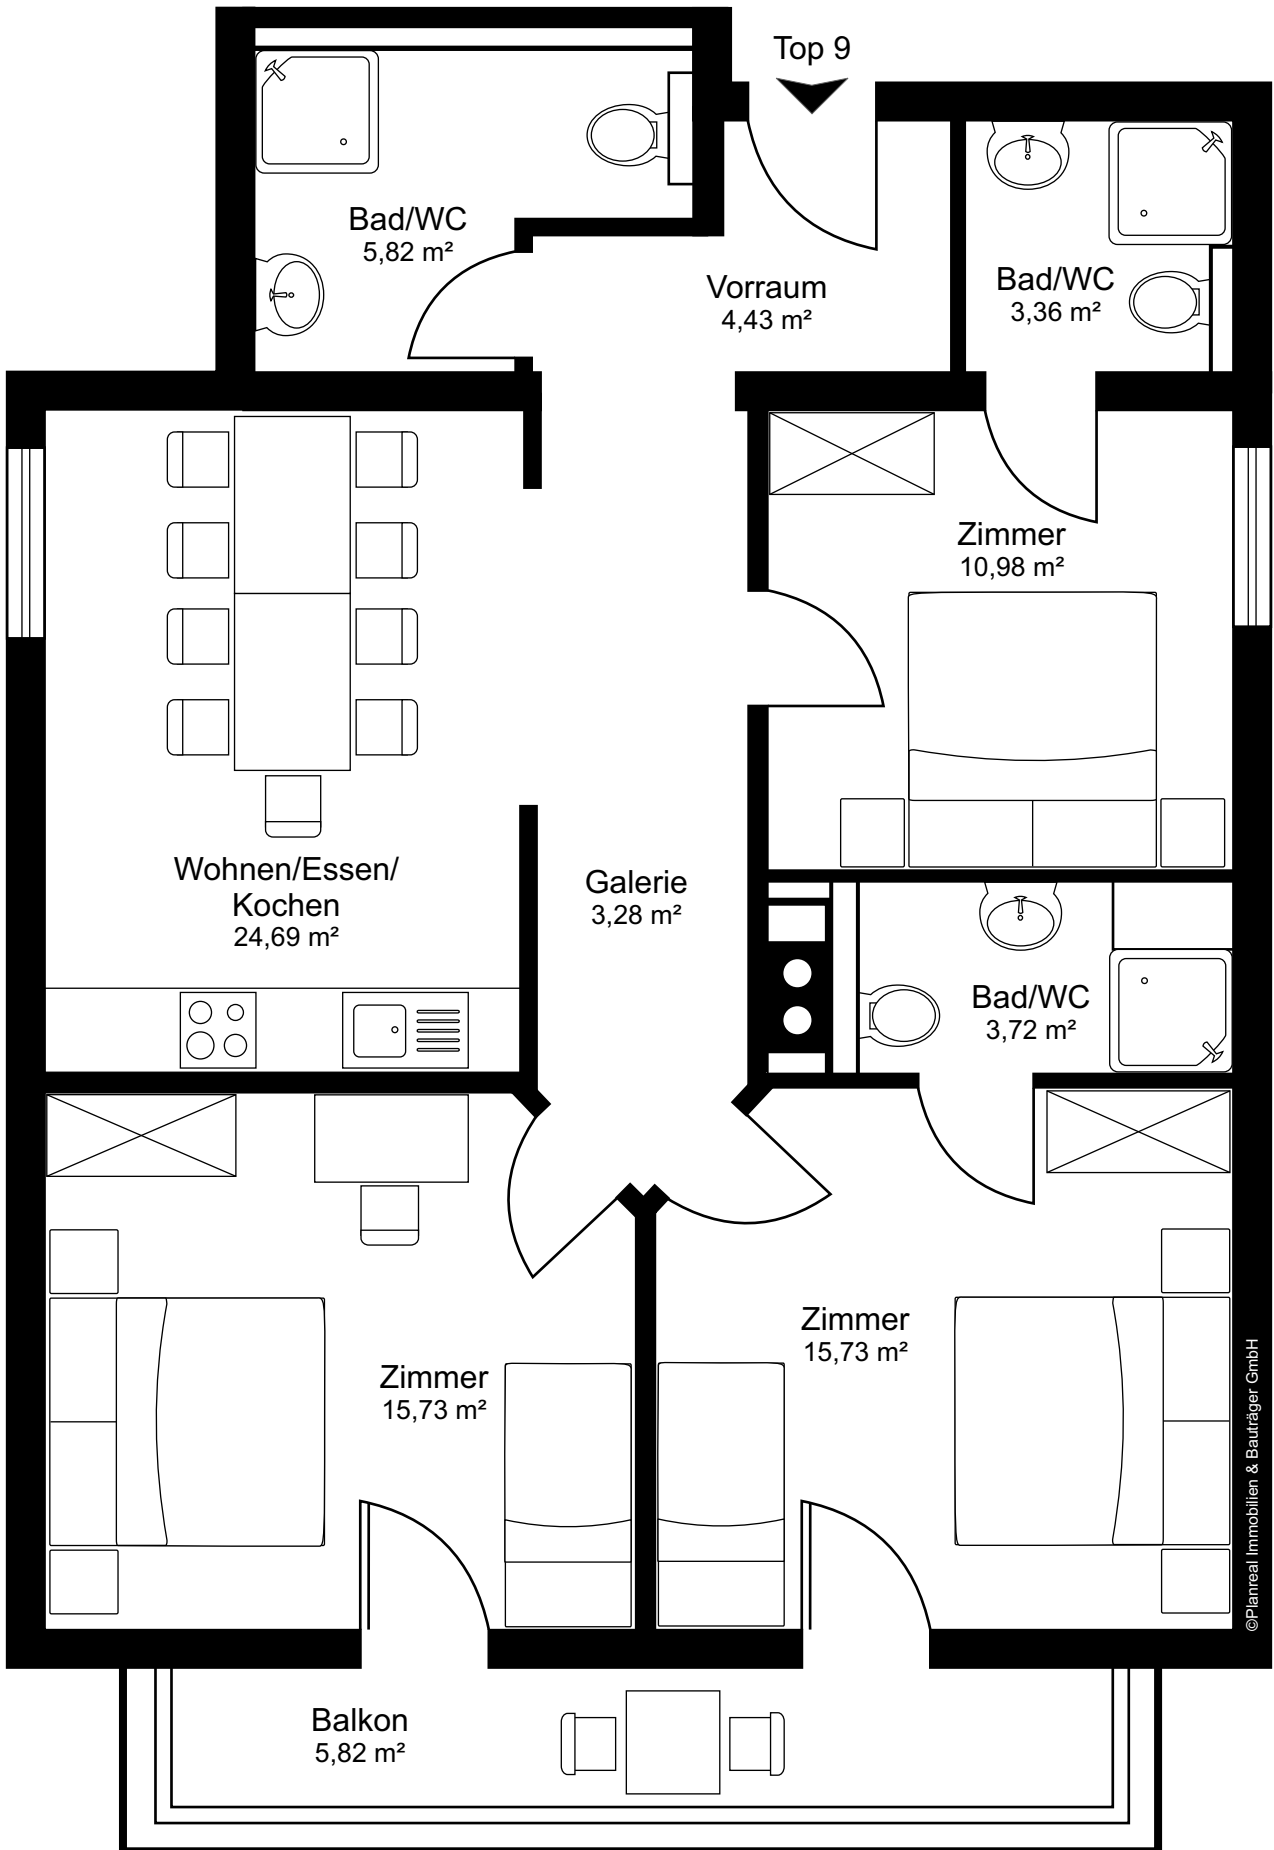 Top 9
Bad/WC
5,82 m²
Vorraum
4,43 m²
Bad/WC
3,36 m²
Zimmer
10,98 m²
Wohnen/Essen/
Kochen
24,69 m²
Galerie
3,28 m²
Bad/WC
3,72 m²
Zimmer
15,73 m²
Zimmer
15,73 m²
Balkon
5,82 m²
©Planreal Immobilien & Bauträger GmbH